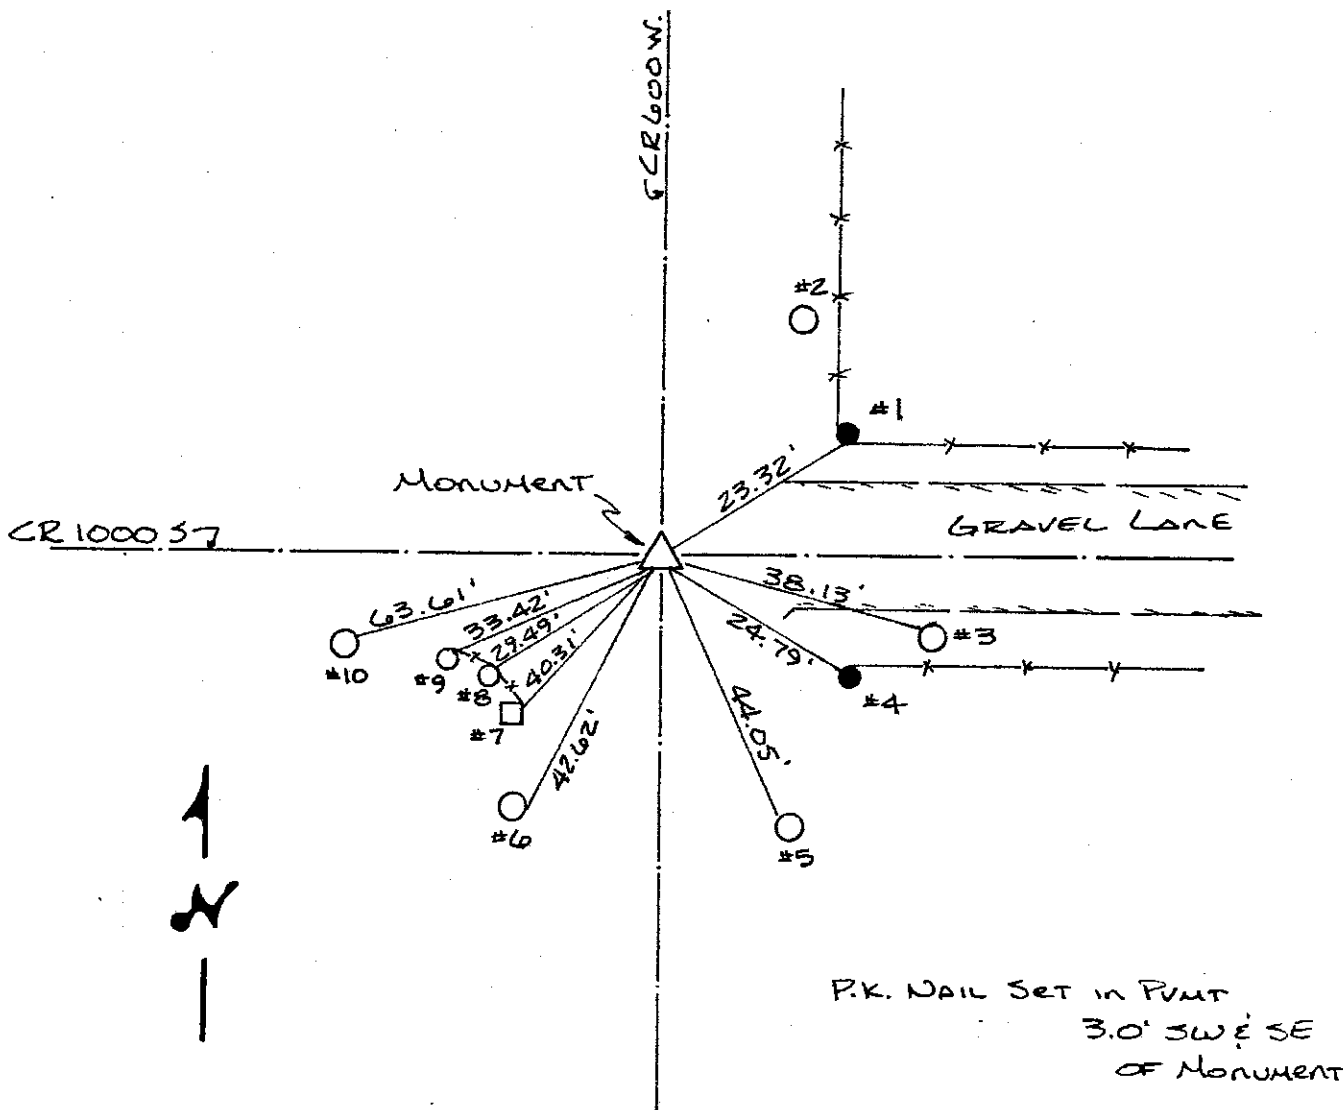 ℄ CR 600 W.
#2
#1
23.32'
Monument
GRAVEL LANE
CR 1000 S
38.13'
63.61'
33.42'
29.49'
24.79'
#3
40.31'
#10
#9
#8
#4
44.05'
#7
42.62'
#6
#5
N
P.K. NAIL SET in PVMT
3.0' SW & SE
OF Monument